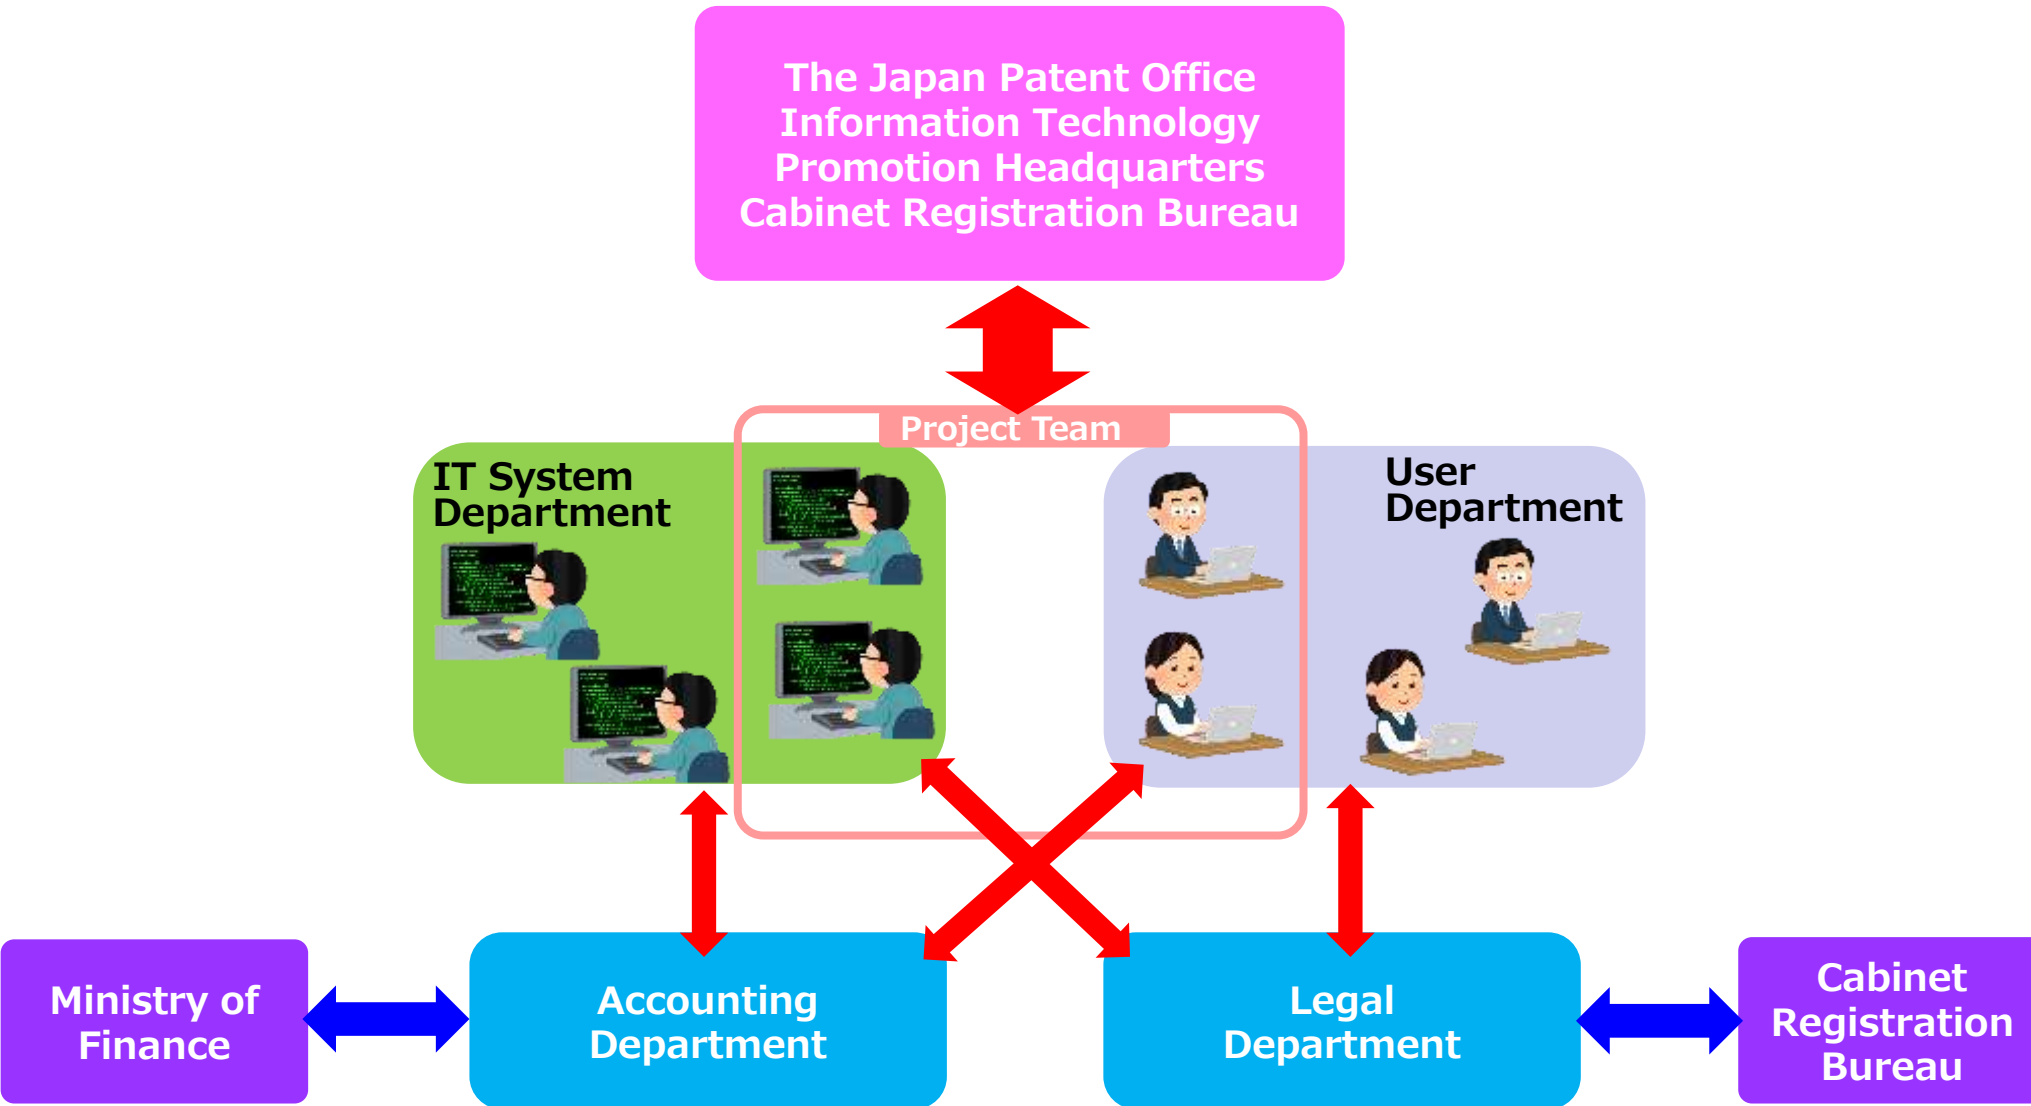 The Japan Patent Office
Information Technology
Promotion Headquarters
Cabinet Registration Bureau
Project Team
IT System
Department
User
Department
Ministry of
Finance
Accounting
Department
Legal
Department
Cabinet
Registration
Bureau